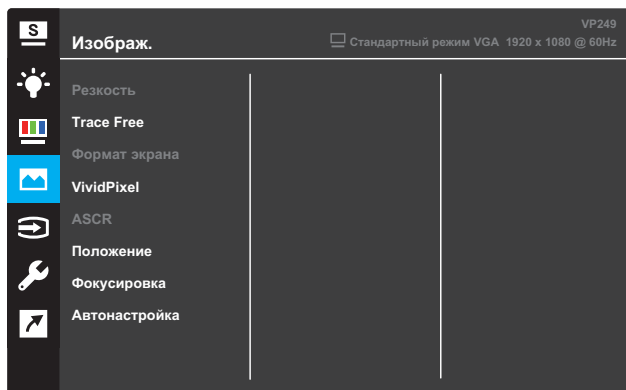 S
VP249
Изображ.
Стандартный режим VGA 1920 x 1080 @ 60Hz
Резкость
Trace Free
Формат экрана
VividPixel
ASCR
Положение
Фокусировка
Автонастройка